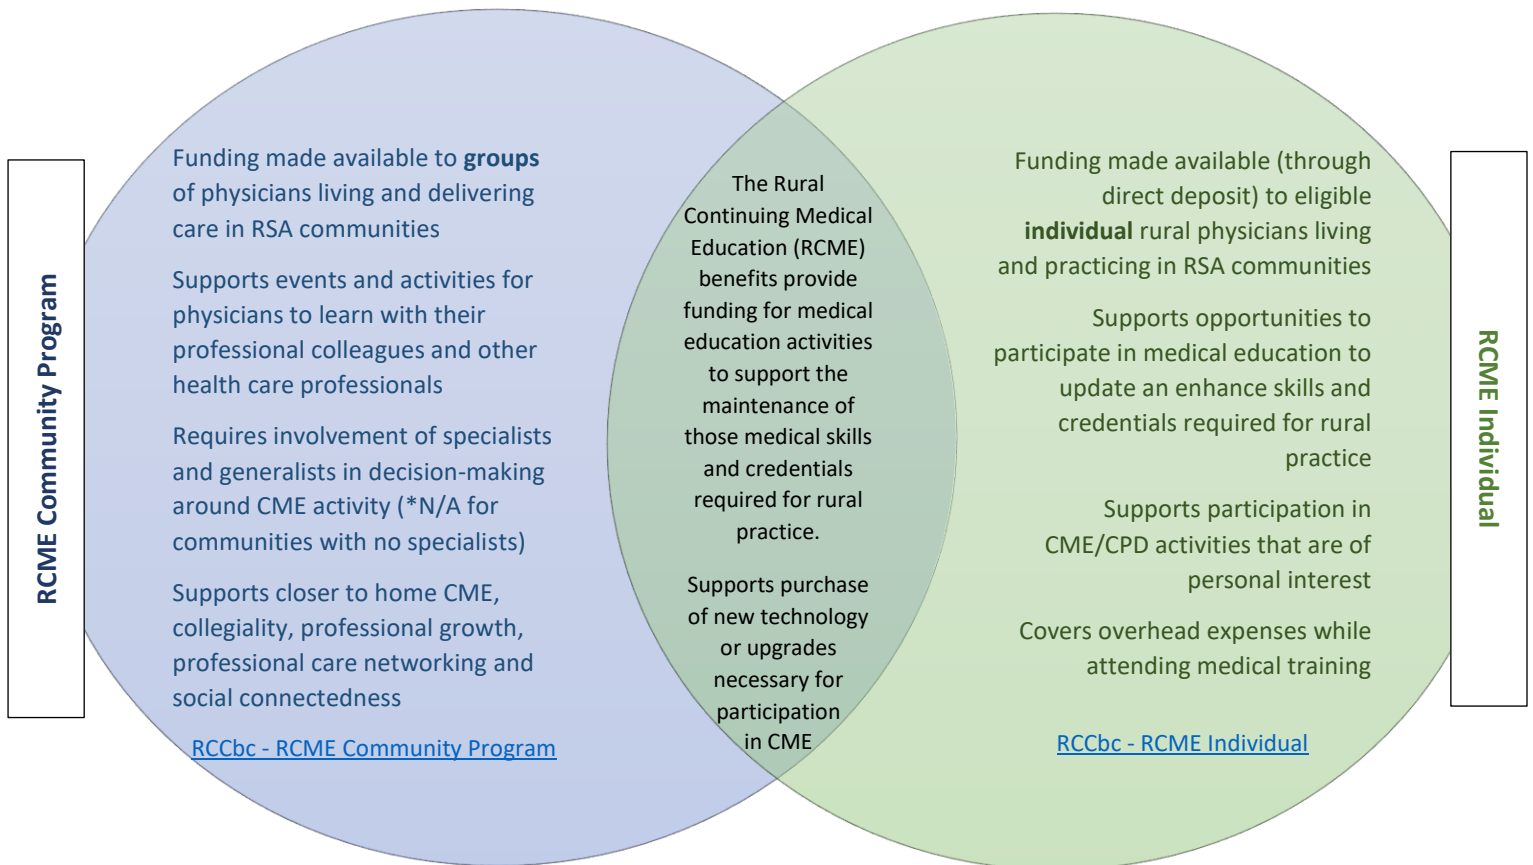 RCME Community Program
Funding made available to groups
of physicians living and delivering
care in RSA communities
Supports events and activities for
physicians to learn with their
professional colleagues and other
health care professionals
Requires involvement of specialists
and generalists in decision-making
around CME activity (*N/A for
communities with no specialists)
Supports closer to home CME,
collegiality, professional growth,
professional care networking and
social connectedness
RCCbc - RCME Community Program
The Rural
Continuing Medical
Education (RCME)
benefits provide
funding for medical
education activities
to support the
maintenance of
those medical skills
and credentials
required for rural
practice.
Supports purchase
of new technology
or upgrades
necessary for
participation
in CME
Funding made available (through
direct deposit) to eligible
individual rural physicians living
and practicing in RSA communities
Supports opportunities to
participate in medical education to
update an enhance skills and
credentials required for rural
practice
Supports participation in
CME/CPD activities that are of
personal interest
Covers overhead expenses while
attending medical training
RCCbc - RCME Individual
RCME Individual